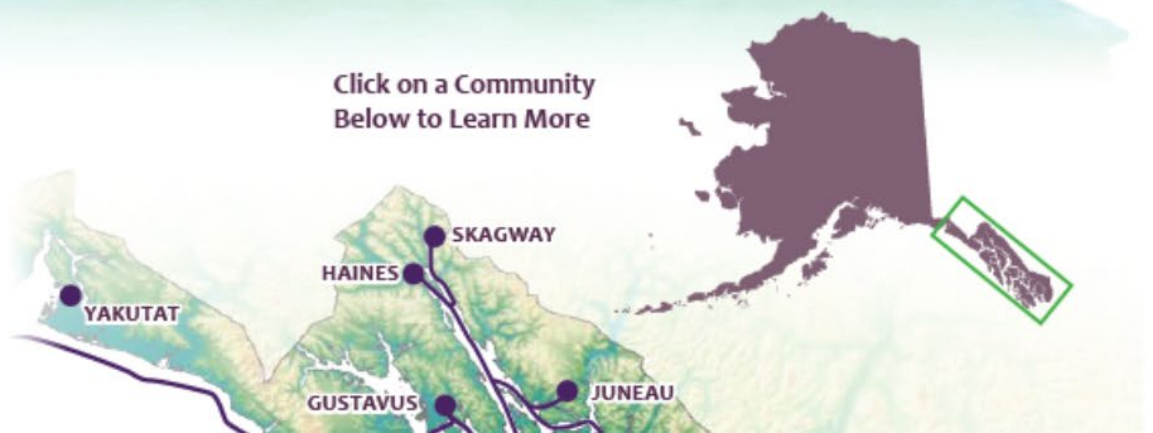 Click on a Community
Below to Learn More
SKAGWAY
HAINES
YAKUTAT
JUNEAU
GUSTAVUS